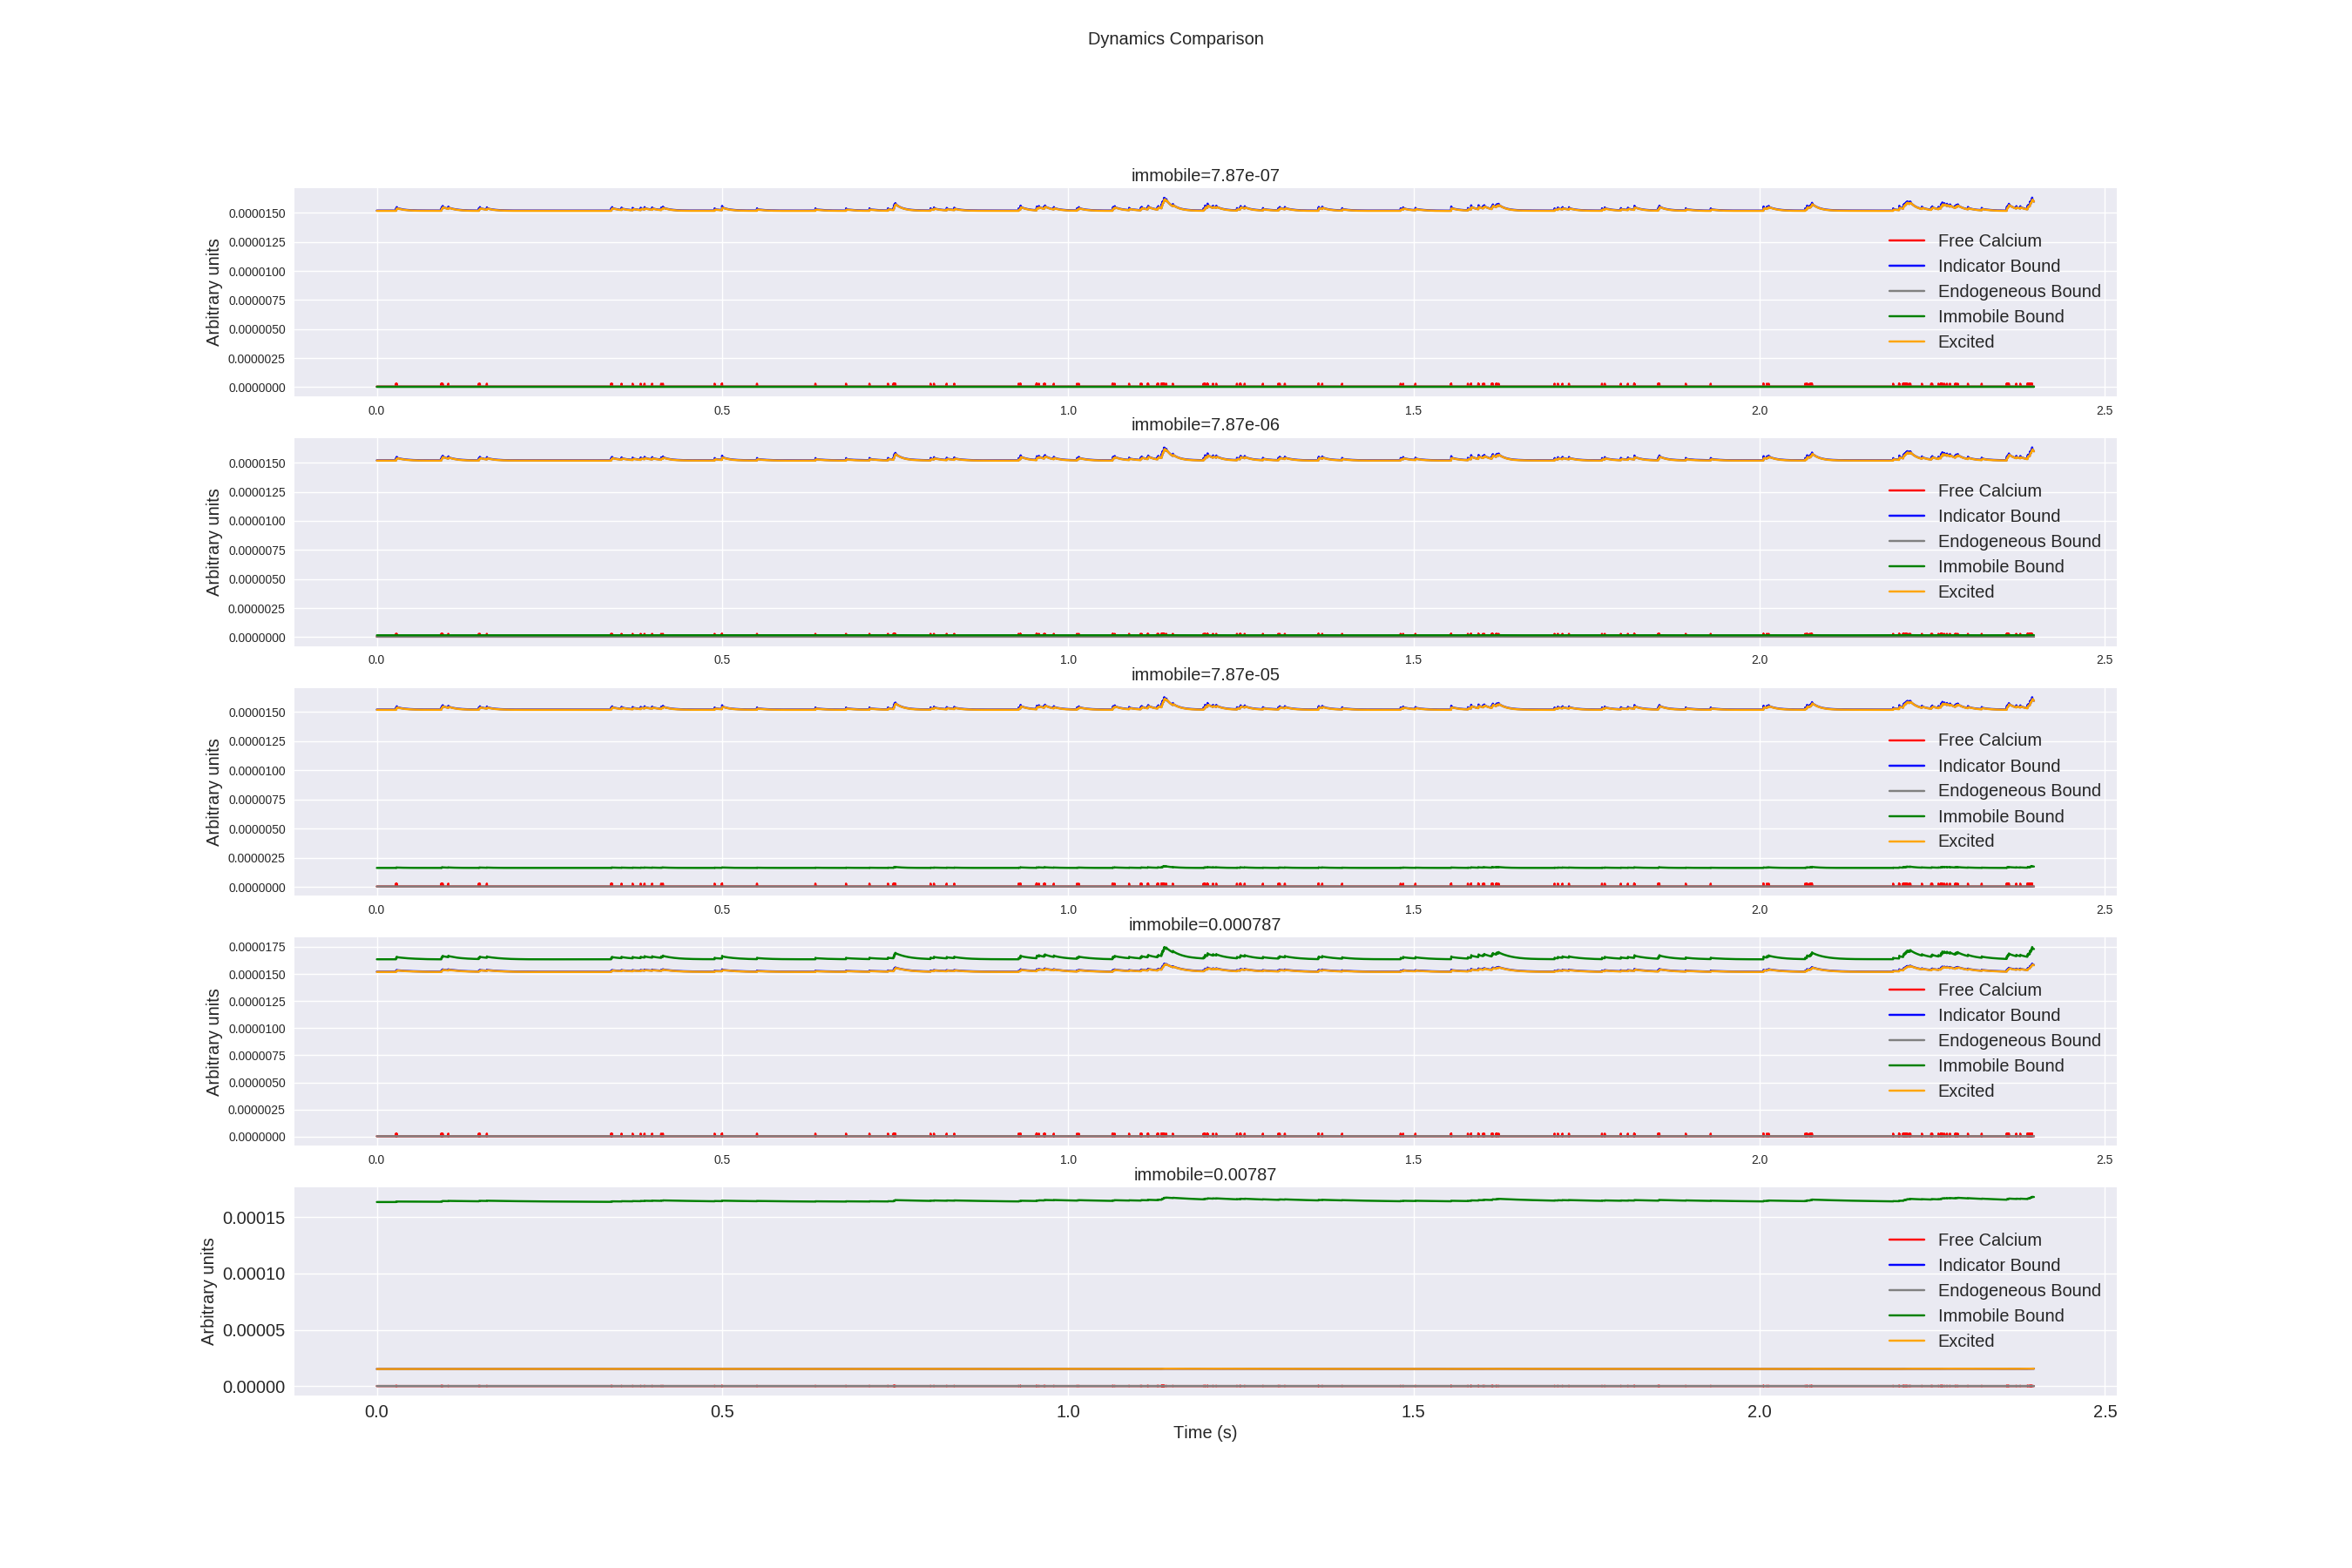 Dynamics Comparison
immobile=7.87e-07
Arbitrary units
0.0000150
0.0000125
0.0000100
0.0000075
0.0000050
0.0000025
0.0000000
Free Calcium
Indicator Bound
Endogeneous Bound
Immobile Bound
Excited
0.0 0.5 1.0 1.5 2.0 2.5
immobile=7.87e-06
Arbitrary units
0.0000150
0.0000125
0.0000100
0.0000075
0.0000050
0.0000025
0.0000000
Free Calcium
Indicator Bound
Endogeneous Bound
Immobile Bound
Excited
0.0 0.5 1.0 1.5 2.0 2.5
immobile=7.87e-05
Arbitrary units
0.0000150
0.0000125
0.0000100
0.0000075
0.0000050
0.0000025
0.0000000
Free Calcium
Indicator Bound
Endogeneous Bound
Immobile Bound
Excited
0.0 0.5 1.0 1.5 2.0 2.5
immobile=0.000787
Arbitrary units
0.0000175
0.0000150
0.0000125
0.0000100
0.0000075
0.0000050
0.0000025
0.0000000
Free Calcium
Indicator Bound
Endogeneous Bound
Immobile Bound
Excited
0.0 0.5 1.0 1.5 2.0 2.5
immobile=0.00787
Arbitrary units
0.00015
0.00010
0.00005
0.00000
Free Calcium
Indicator Bound
Endogeneous Bound
Immobile Bound
Excited
0.0 0.5 1.0 1.5 2.0 2.5
Time (s)